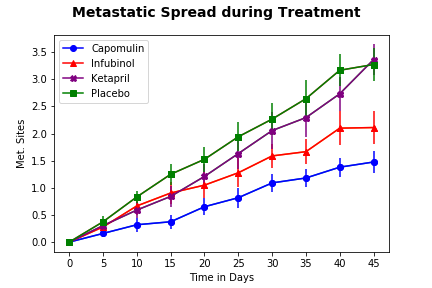 Metastatic Spread during Treatment
Met. Sites
3.5
3.0
2.5
2.0
1.5
1.0
0.5
0.0
Capomulin
Infubinol
Ketapril
Placebo
0 5 10 15 20 25 30 35 40 45
Time in Days